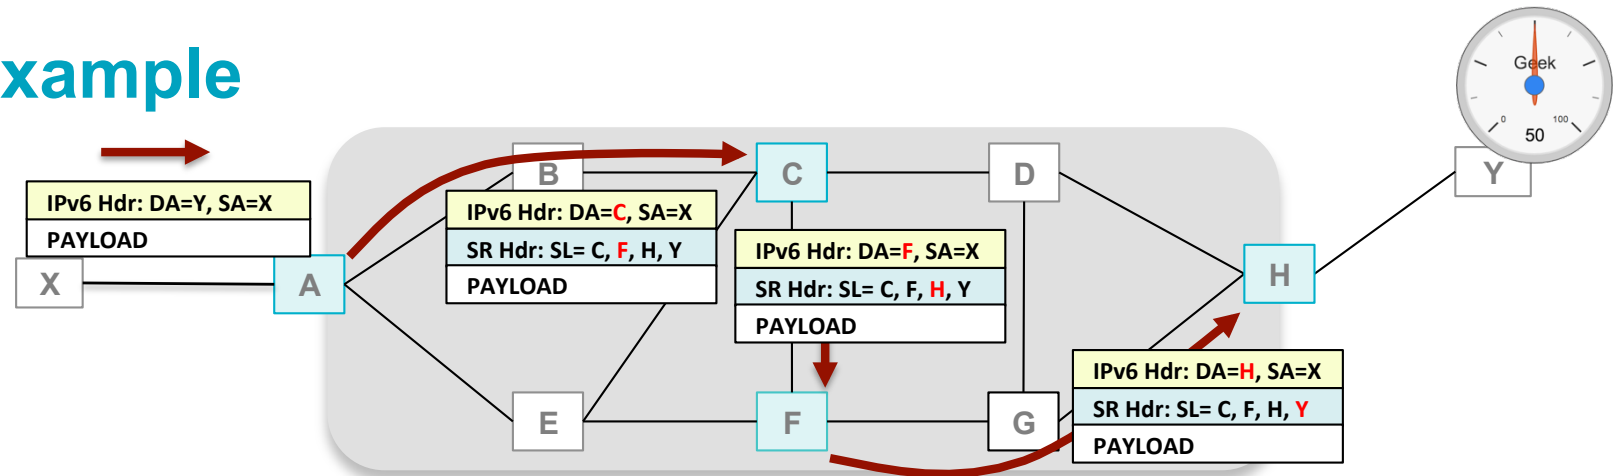 xample
Geek
0
100
50
B
C
D
Y
IPv6 Hdr: DA=Y, SA=X
PAYLOAD
IPv6 Hdr: DA=C, SA=X
SR Hdr: SL= C, F, H, Y
PAYLOAD
IPv6 Hdr: DA=F, SA=X
SR Hdr: SL= C, F, H, Y
PAYLOAD
X
A
H
IPv6 Hdr: DA=H, SA=X
SR Hdr: SL= C, F, H, Y
PAYLOAD
E
F
G